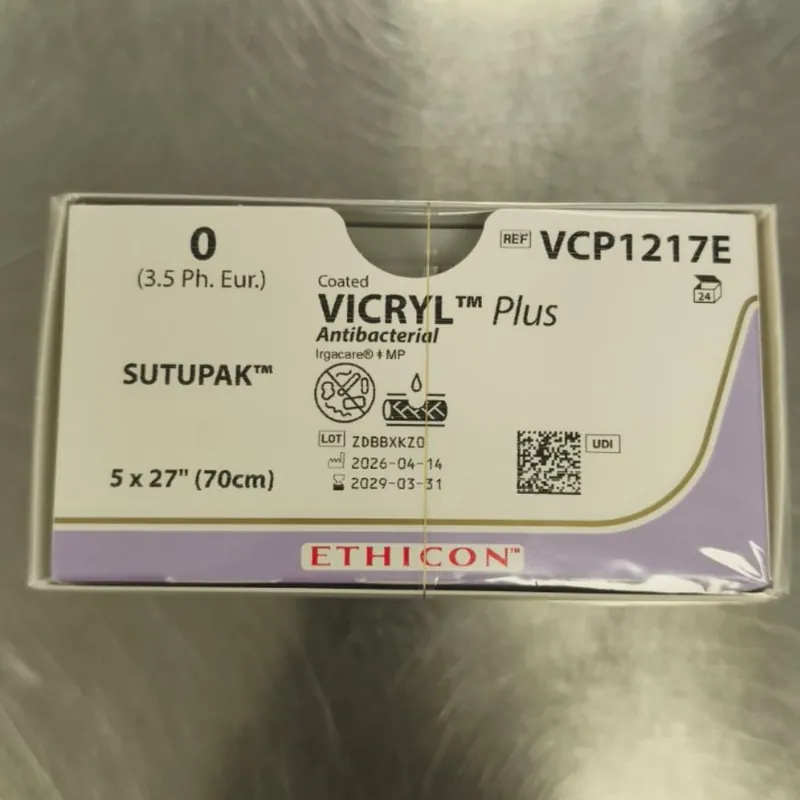 0
(3.5 Ph. Eur.)
SUTUPAK™
5 x 27" (70cm)
Coated
VICRYL™ Plus
Antibacterial
Irgacare® ǂ MP
LOT ZDBBXKZ0
2026-04-14
2029-03-31
REF VCP1217E
24
UDI
ETHICON™